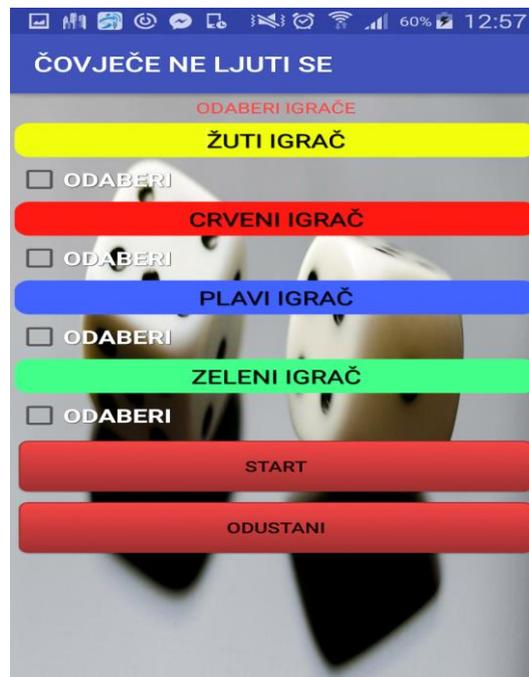 60% 12:57
ČOVJEČE NE LJUTI SE
ODABERI IGRAČE
ŽUTI IGRAČ
ODABERI
CRVENI IGRAČ
ODABERI
PLAVI IGRAČ
ODABERI
ZELENI IGRAČ
ODABERI
START
ODUSTANI